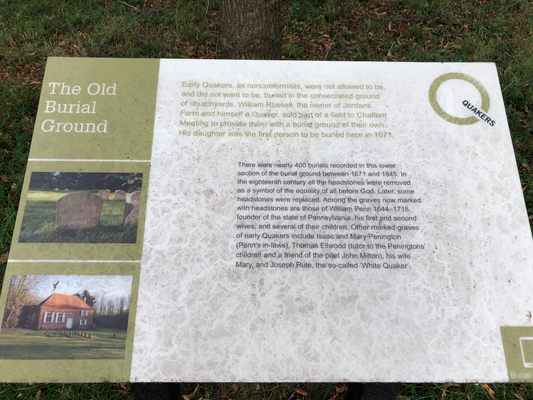 The Old
Burial
Ground
Early Quakers, as nonconformists, were not allowed to be,
and did not want to be, buried in the consecrated ground
of churchyards. William Russell, the owner of Jordans
Farm and himself a Quaker, sold part of a field to Chalfont
Meeting to provide them with a burial ground of their own.
His daughter was the first person to be buried here in 1671.
QUAKERS
There were nearly 400 burials recorded in this lower
section of the burial ground between 1671 and 1845. In
the eighteenth century all the headstones were removed
as a symbol of the equality of all before God. Later, some
headstones were replaced. Among the graves now marked
with headstones are those of William Penn 1644–1718,
founder of the state of Pennsylvania, his first and second
wives, and several of their children. Other marked graves
of early Quakers include Isaac and Mary Penington
(Penn's in-laws), Thomas Ellwood (tutor to the Peningtons'
children and a friend of the poet John Milton), his wife
Mary, and Joseph Rule, the so-called 'White Quaker'.
Burial